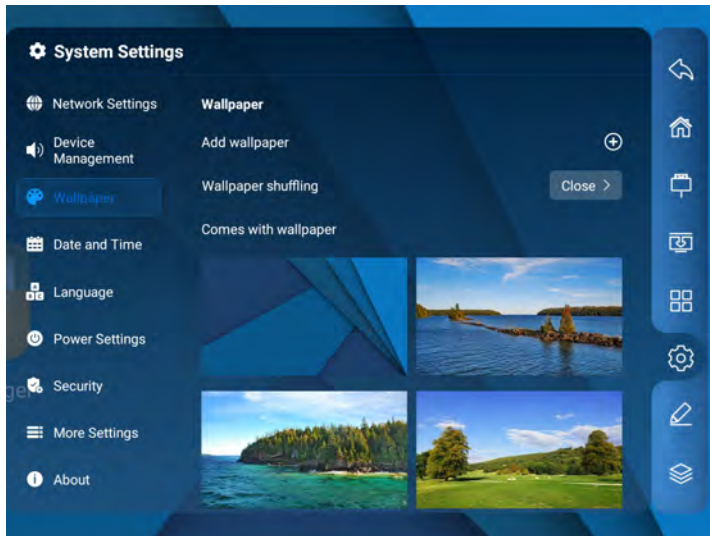 System Settings
Network Settings
Device
Management
Wallpaper
Date and Time
Language
Power Settings
Security
More Settings
About
Wallpaper
Add wallpaper
Wallpaper shuffling
Close >
Comes with wallpaper
ge